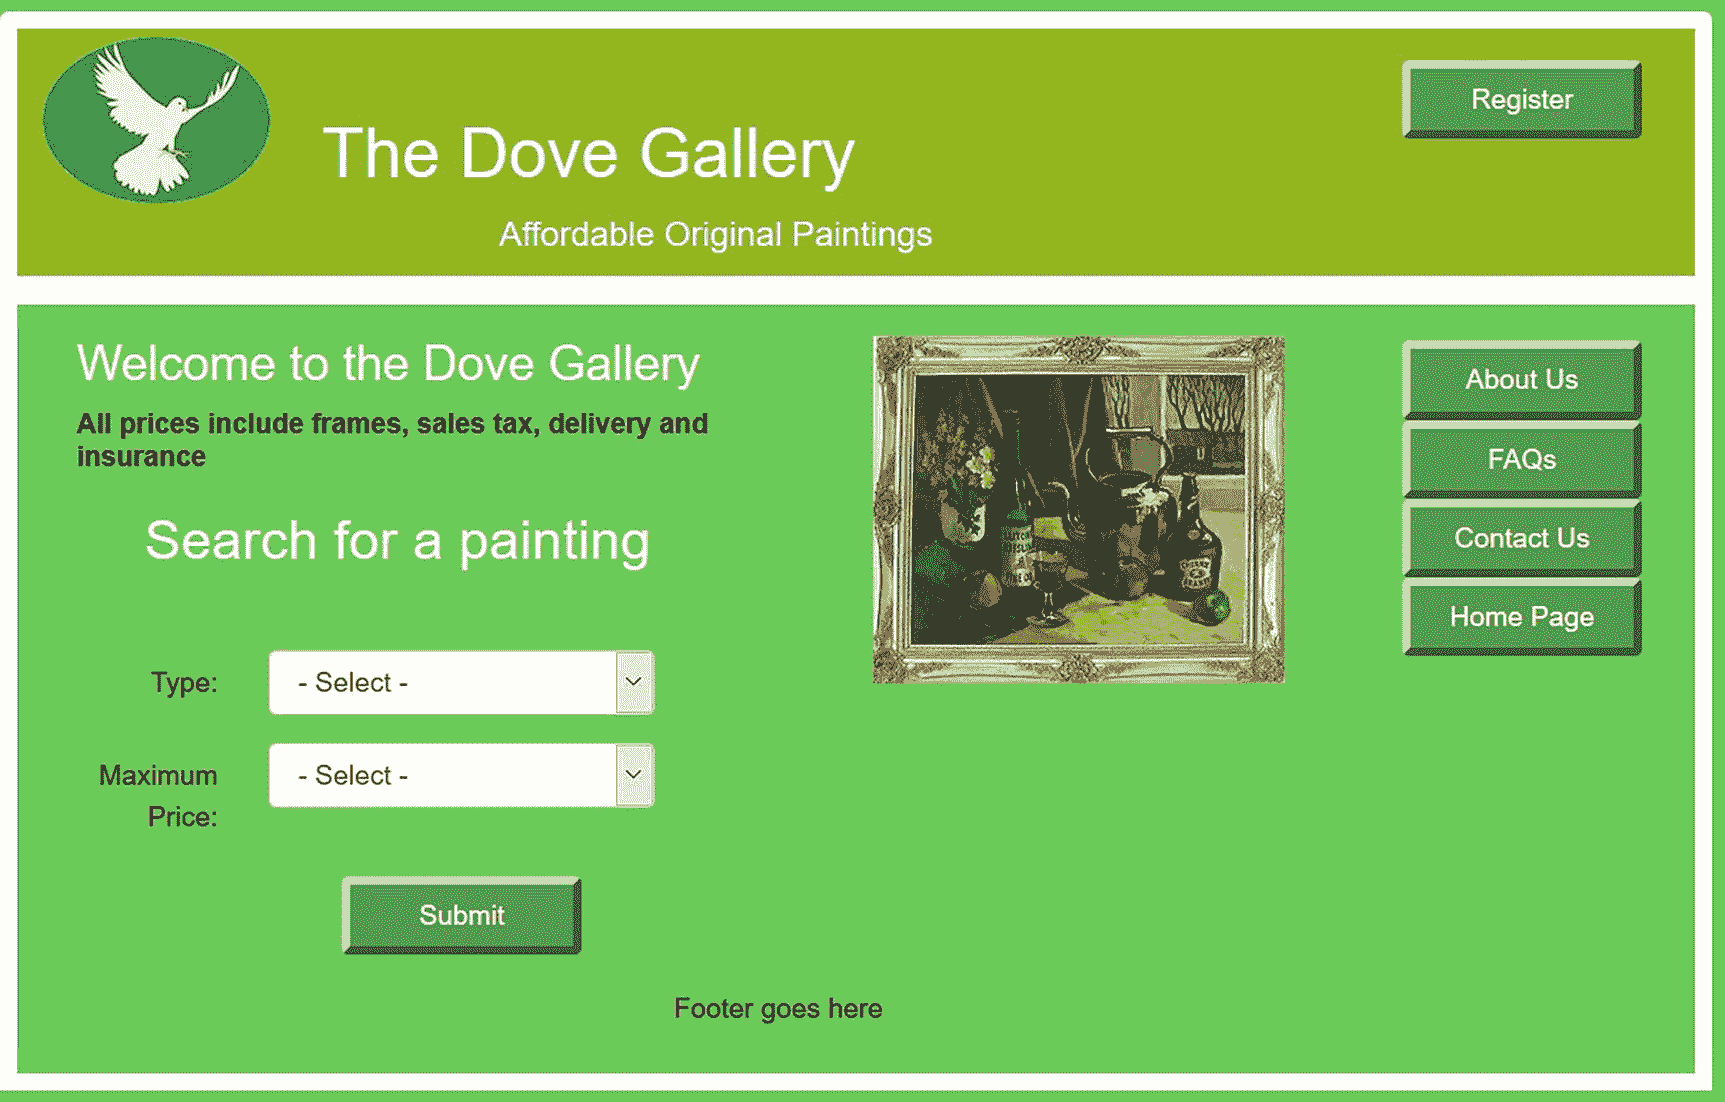 Register
The Dove Gallery
Affordable Original Paintings
Welcome to the Dove Gallery
All prices include frames, sales tax, delivery and
insurance
Search for a painting
Type:
- Select -
Maximum
Price:
- Select -
Submit
About Us
FAQs
Contact Us
Home Page
Footer goes here